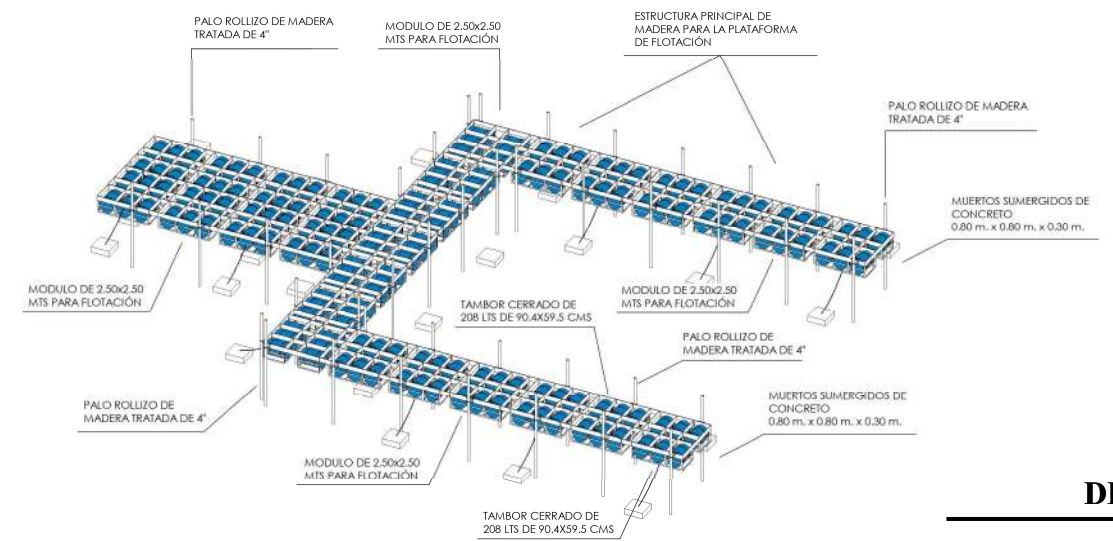 PALO ROLLIZO DE MADERA
TRATADA DE 4"
MODULO DE 2.50x2.50
MTS PARA FLOTACIÓN
ESTRUCTURA PRINCIPAL DE
MADERA PARA LA PLATAFORMA
DE FLOTACIÓN
PALO ROLLIZO DE MADERA
TRATADA DE 4"
MUERTOS SUMERGIDOS DE
CONCRETO
0.80 m. x 0.80 m. x 0.30 m.
MODULO DE 2.50x2.50
MTS PARA FLOTACIÓN
MODULO DE 2.50x2.50
MTS PARA FLOTACIÓN
TAMBOR CERRADO DE
208 LTS DE 90.4X59.5 CMS
PALO ROLLIZO DE
MADERA TRATADA DE 4"
PALO ROLLIZO DE
MADERA TRATADA DE 4"
MUERTOS SUMERGIDOS DE
CONCRETO
0.80 m. x 0.80 m. x 0.30 m.
MODULO DE 2.50x2.50
MTS PARA FLOTACIÓN
TAMBOR CERRADO DE
208 LTS DE 90.4X59.5 CMS